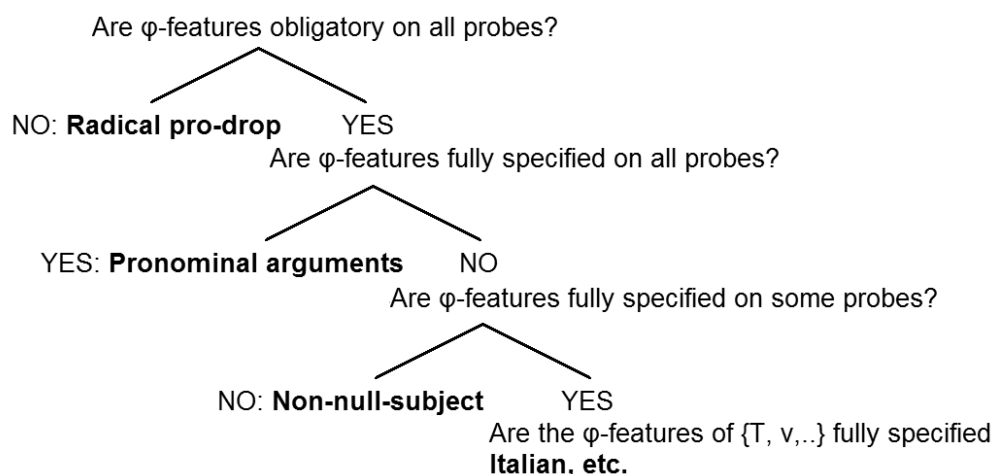 Are φ-features obligatory on all probes?
NO: Radical pro-drop YES
Are φ-features fully specified on all probes?
YES: Pronominal arguments NO
Are φ-features fully specified on some probes?
NO: Non-null-subject YES
Are the φ-features of {T, v,..} fully specified
Italian, etc.